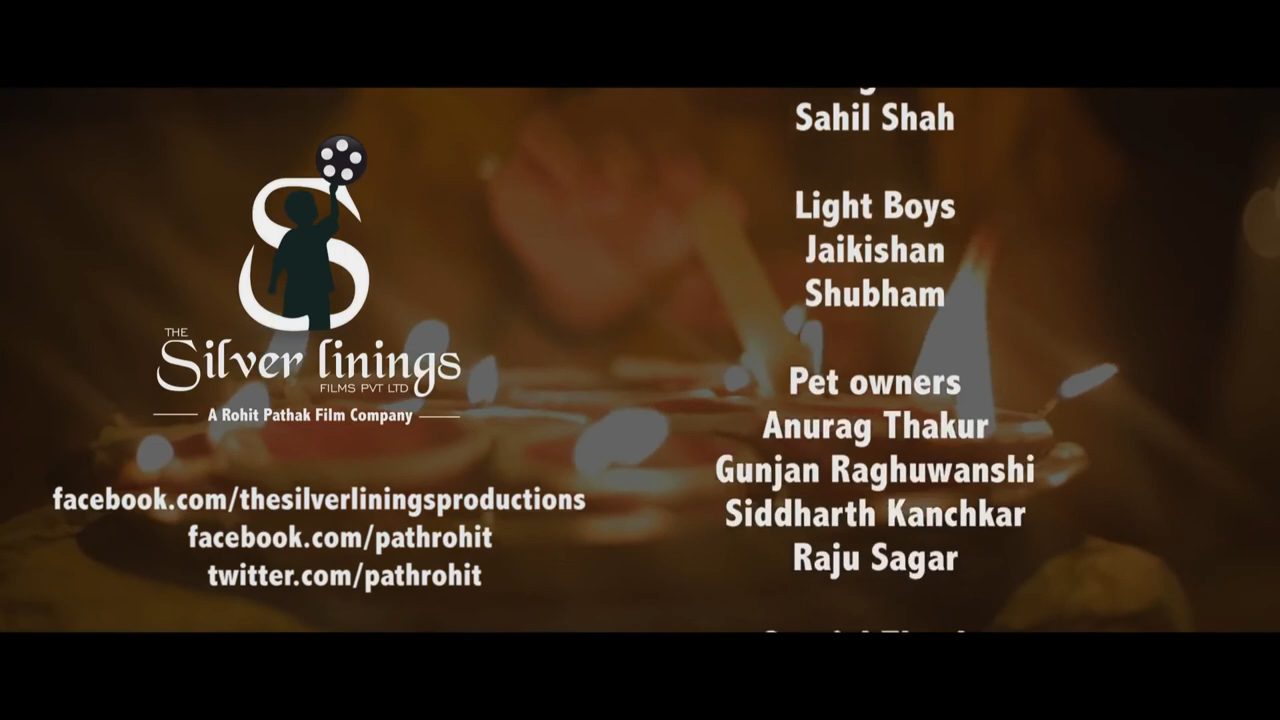 THE
Silver linings
FILMS PVT LTD
A Rohit Pathak Film Company
facebook.com/thesilverliningsproductions
facebook.com/pathrohit
twitter.com/pathrohit
Sahil Shah
Light Boys
Jaikishan
Shubham
Pet owners
Anurag Thakur
Gunjan Raghuwanshi
Siddharth Kanchkar
Raju Sagar